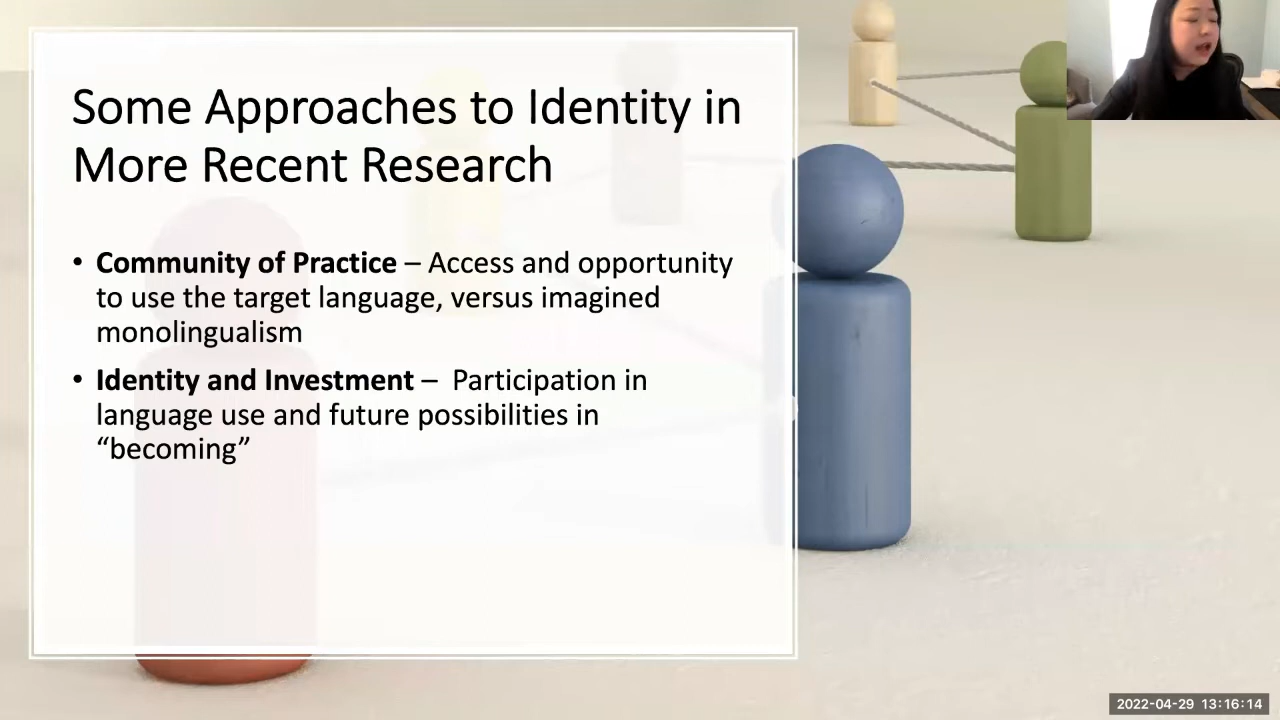 Some Approaches to Identity in
More Recent Research
• Community of Practice – Access and opportunity
to use the target language, versus imagined
monolingualism
• Identity and Investment –  Participation in
language use and future possibilities in
“becoming”
2022-04-29 13:16:14